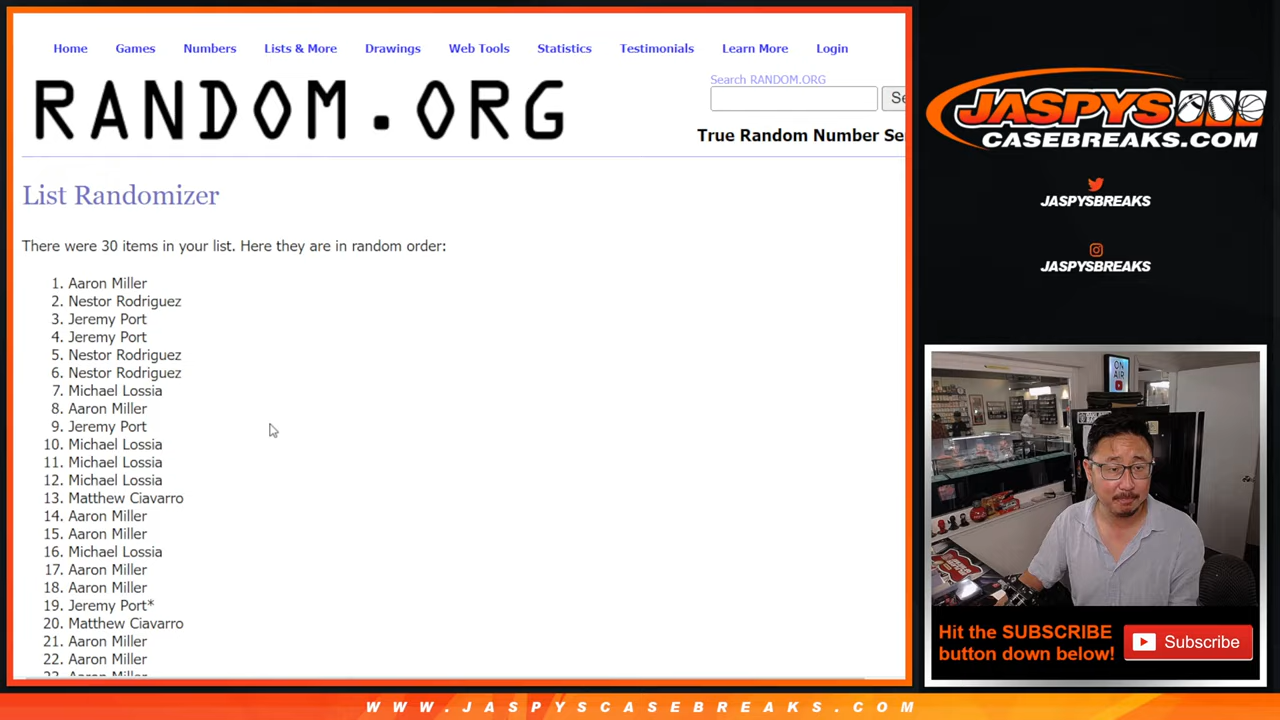 Home Games Numbers Lists & More Drawings Web Tools Statistics Testimonials Learn More Login
Search RANDOM.ORG
RANDOM.ORG
True Random Number Se
List Randomizer
There were 30 items in your list. Here they are in random order:
1. Aaron Miller
2. Nestor Rodriguez
3. Jeremy Port
4. Jeremy Port
5. Nestor Rodriguez
6. Nestor Rodriguez
7. Michael Lossia
8. Aaron Miller
9. Jeremy Port
10. Michael Lossia
11. Michael Lossia
12. Michael Lossia
13. Matthew Ciavarro
14. Aaron Miller
15. Aaron Miller
16. Michael Lossia
17. Aaron Miller
18. Aaron Miller
19. Jeremy Port*
20. Matthew Ciavarro
21. Aaron Miller
22. Aaron Miller
23. Aaron Miller
JASPYS
CASEBREAKS.COM
JASPYSBREAKS
JASPYSBREAKS
ON
AIR
Hit the SUBSCRIBE
button down below!
Subscribe
WWW.JASPYSCASEBREAKS.COM